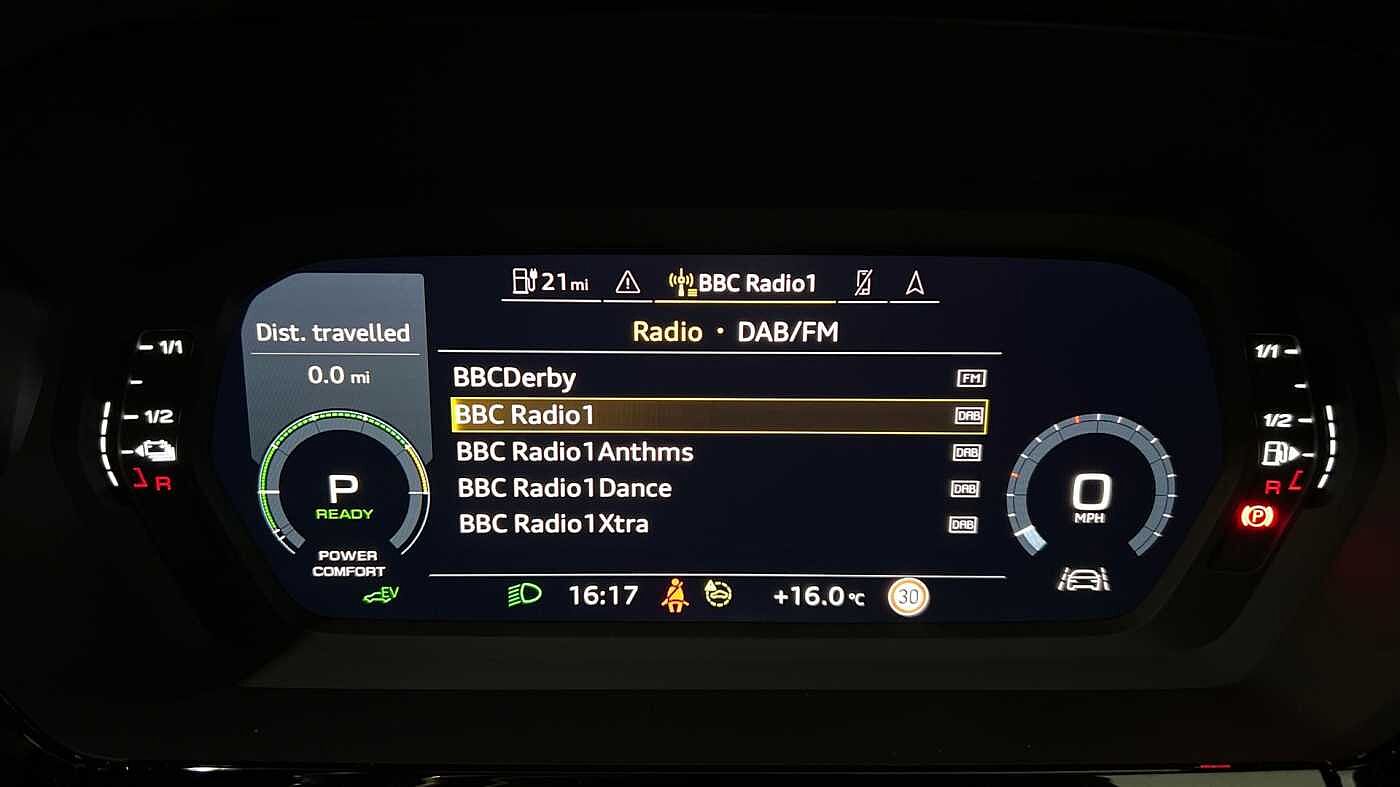 21 mi BBC Radio1
Radio • DAB/FM
Dist. travelled
0.0 mi
BBCDerby FM
BBC Radio1 DAB
BBC Radio1Anthms DAB
BBC Radio1Dance DAB
BBC Radio1Xtra DAB
1/1
1/2
R
P
READY
POWER
COMFORT
EV
16:17 +16.0 °C 30
0
MPH
1/1
1/2
R
P